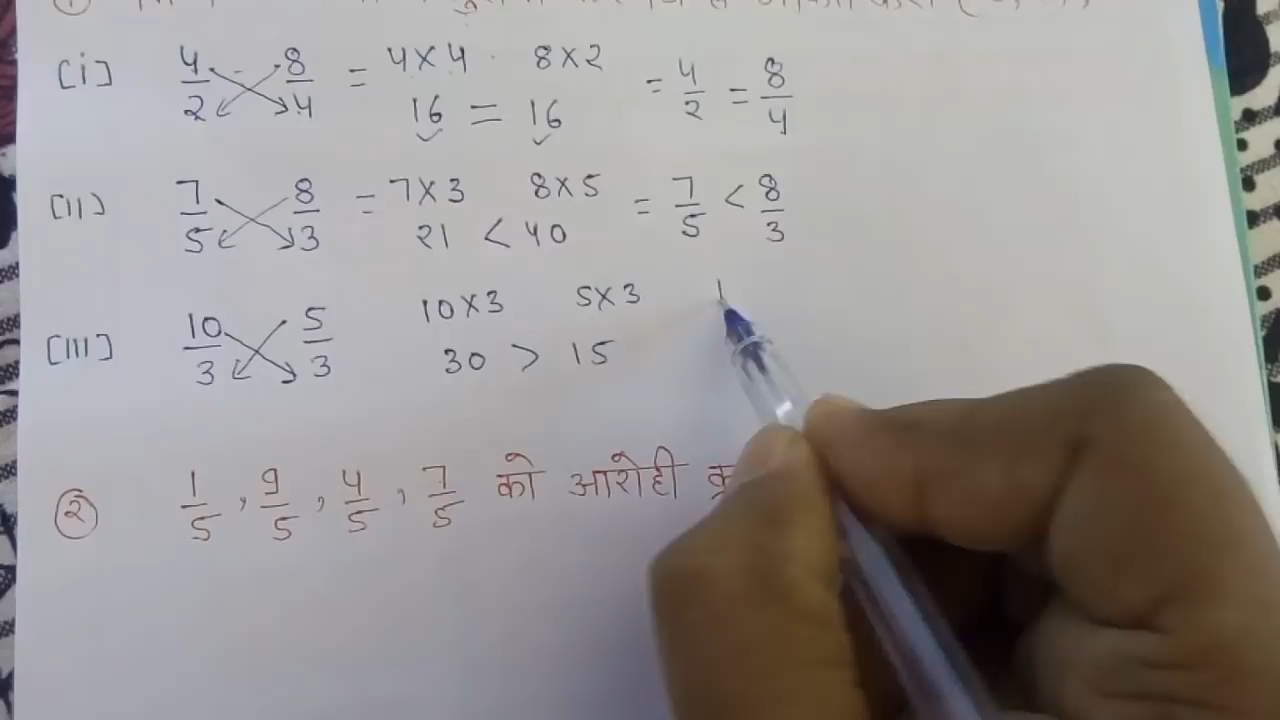 [i] 4/2 8/4 = 4×4 8×2 = 4/2 = 8/4
16 = 16
[ii] 7/5 8/3 = 7×3 8×5 = 7/5 < 8/3
21 < 40
[iii] 10/3 5/3 10×3 5×3
30 > 15
② 1/5, 9/5, 4/5, 7/5 को आरोही